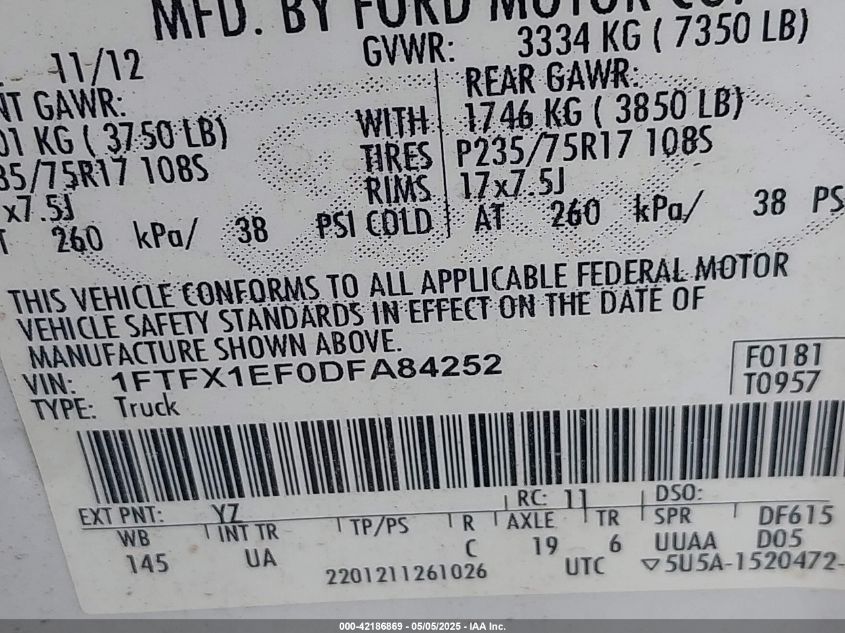 MFD. BY FORD MOTOR CO.
11/12 GVWR: 3334 KG ( 7350 LB)
NT GAWR: REAR GAWR:
01 KG ( 3750 LB) WITH 1746 KG ( 3850 LB)
35/75R17 108S TIRES P235/75R17 108S
x7.5J RIMS 17x7.5J
T 260 kPa/ 38 PSI COLD AT 260 kPa/ 38 PS
THIS VEHICLE CONFORMS TO ALL APPLICABLE FEDERAL MOTOR
VEHICLE SAFETY STANDARDS IN EFFECT ON THE DATE OF
MANUFACTURE SHOWN ABOVE.
VIN: 1FTFX1EF0DFA84252 F0181
TYPE: Truck T0957
EXT PNT: YZ RC: 11 DSO:
WB INT TR TP/PS R AXLE TR SPR DF615
145 UA C 19 6 UUAA D05
2201211261026 UTC ▽5U5A-1520472-
000-42186869 - 05/05/2025 - IAA Inc.